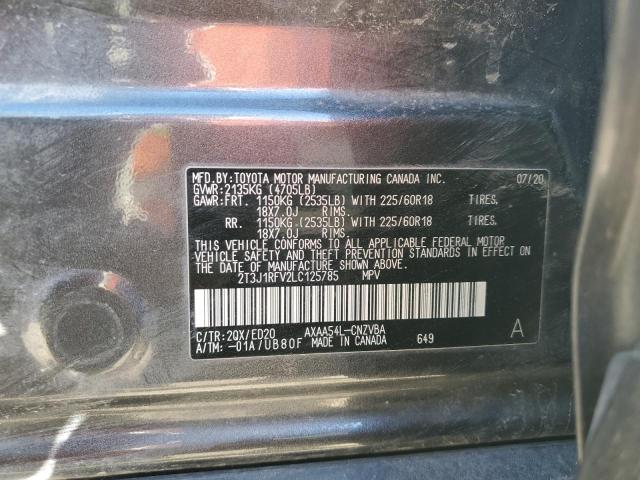 MFD.BY:TOYOTA MOTOR MANUFACTURING CANADA INC. 07/20
GVWR:2135KG (4705LB)
GAWR:FRT. 1150KG (2535LB) WITH 225/60R18 TIRES.
18X7.0J RIMS.
RR. 1150KG (2535LB) WITH 225/60R18 TIRES.
18X7.0J RIMS.
THIS VEHICLE CONFORMS TO ALL APPLICABLE FEDERAL MOTOR
VEHICLE SAFETY AND THEFT PREVENTION STANDARDS IN EFFECT ON
THE DATE OF MANUFACTURE SHOWN ABOVE.
2T3J1RFV2LC125785 MPV
C/TR:2QX/ED20 AXAA54L-CNZVBA A
A/TM:-01A/UB80F MADE IN CANADA 649